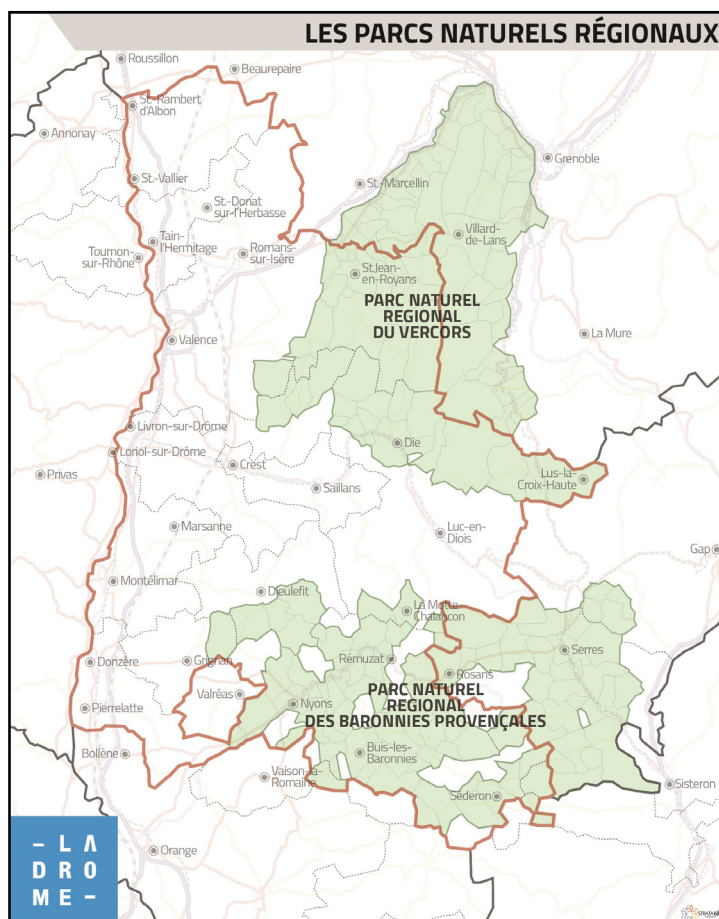 LES PARCS NATURELS RÉGIONAUX
Roussillon
Beaurepaire
St.-Rambert
d'Albon
Annonay
Grenoble
St.-Vallier
St.-Marcellin
St.-Donat
sur-l'Herbasse
Villard-
de-Lans
Tain-
l'Hermitage
Tournon-
sur-Rhône
Romans-
sur-Isère
St.Jean-
en-Royans
PARC NATUREL
REGIONAL
DU VERCORS
La Mure
Valence
Livron-sur-Drôme
Loriol-sur-Drôme
Die
Crest
Privas
Saillans
Lus-la-
Croix-Haute
Marsanne
Luc-en-
Diois
Gap
Montélimar
Dieulefit
La Motte-
Chalancon
Serres
Donzère
Grignan
Rémuzat
Rosans
Valréas
PARC NATUREL
REGIONAL
DES BARONNIES PROVENÇALES
Nyons
Pierrelatte
Bollène
Buis-les-
Baronnies
Vaison-la-
Romaine
Séderon
Sisteron
Orange
– L A
D R O
M E –